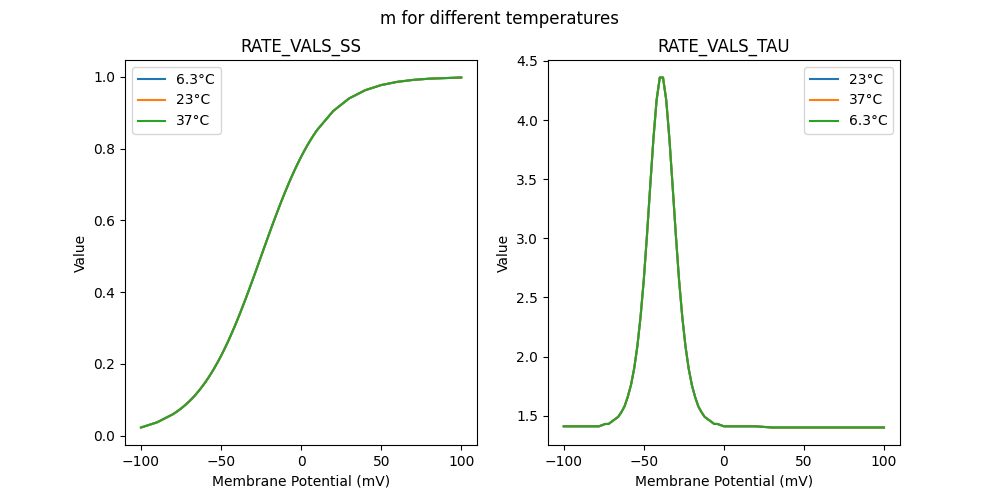 m for different temperatures
RATE_VALS_SS
6.3°C
23°C
37°C
1.0
0.8
0.6
0.4
0.2
0.0
Value
−100
−50
0
50
100
Membrane Potential (mV)
RATE_VALS_TAU
23°C
37°C
6.3°C
4.5
4.0
3.5
3.0
2.5
2.0
1.5
Value
−100
−50
0
50
100
Membrane Potential (mV)